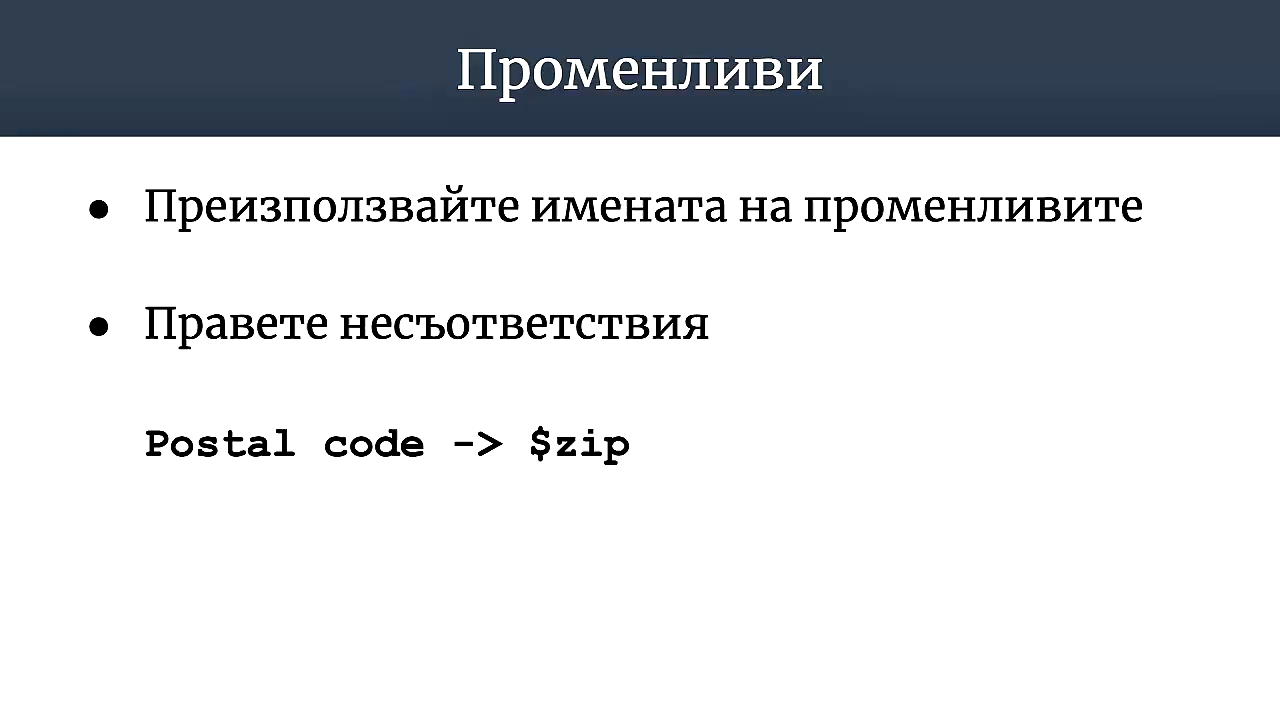 Променливи
● Преизползвайте имената на променливите
● Правете несъответствия
Postal code -> $zip